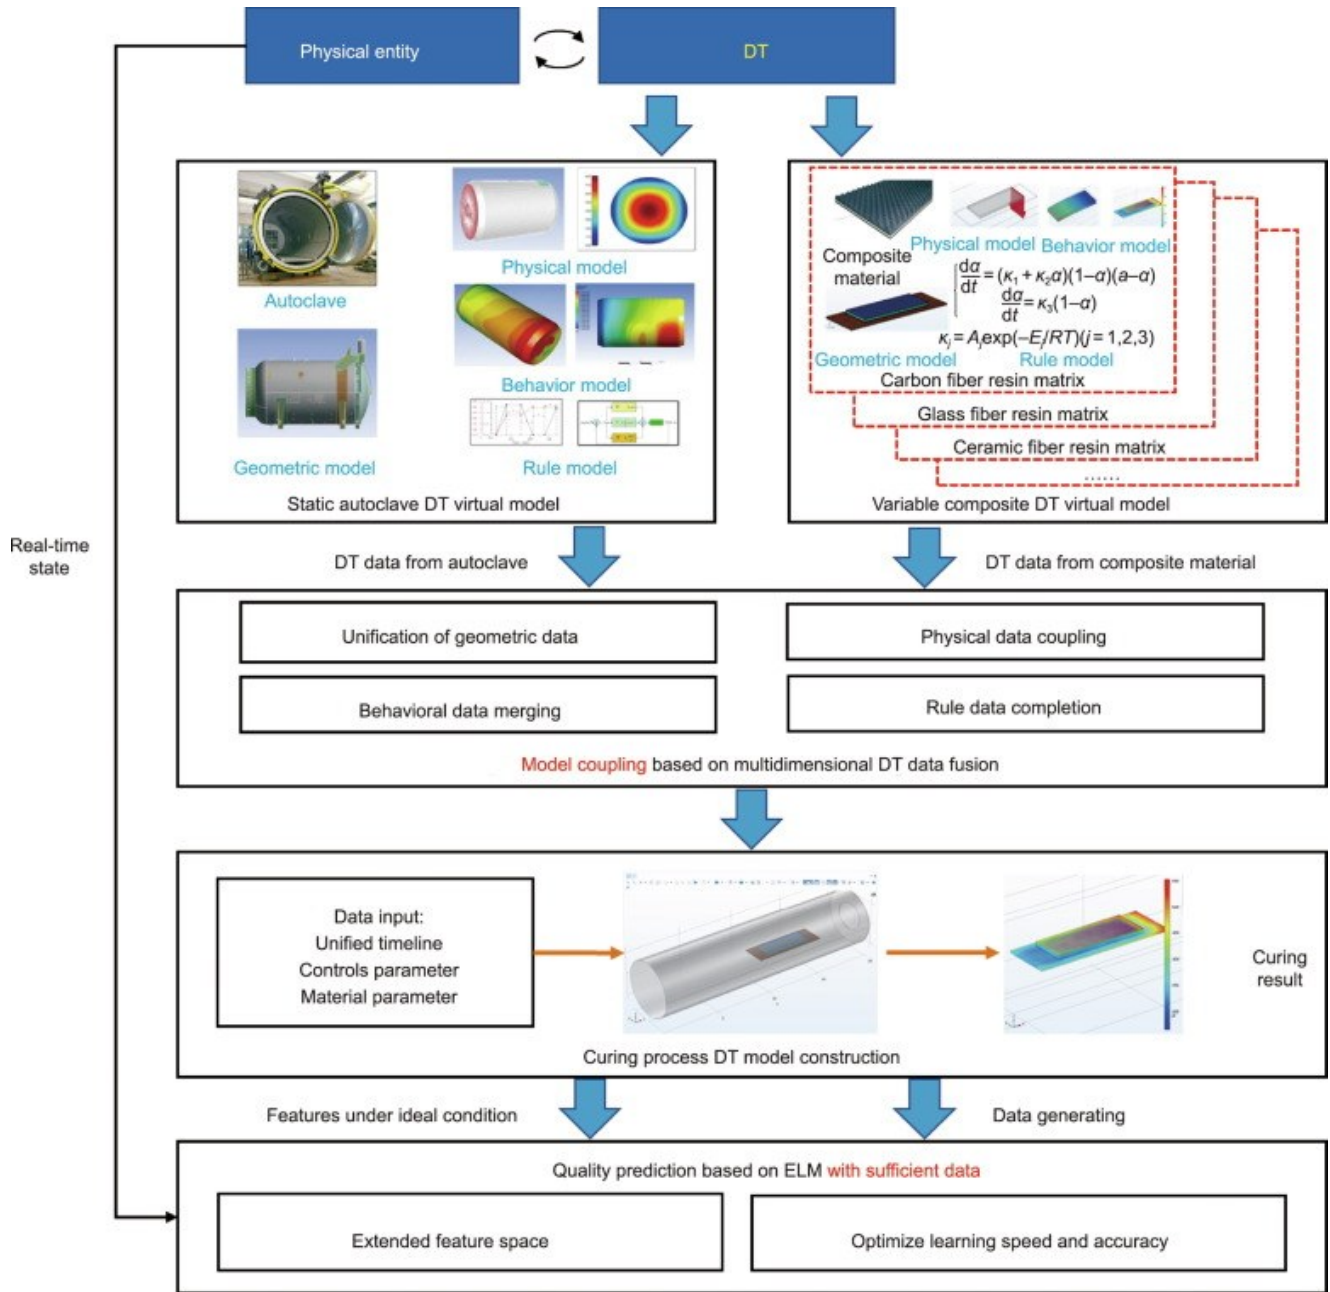 Physical entity
DT
Autoclave
Physical model
Behavior model
Geometric model
Rule model
Static autoclave DT virtual model
Composite
material
Physical model
Behavior model
dα/dt = (κ₁ + κ₂α)(1–α)(a–α)
dα/dt = κ₃(1–α)
κⱼ = Aⱼexp(–Eⱼ/RT)(j = 1,2,3)
Geometric model
Rule model
Carbon fiber resin matrix
Glass fiber resin matrix
Ceramic fiber resin matrix
......
Variable composite DT virtual model
Real-time
state
DT data from autoclave
DT data from composite material
Unification of geometric data
Physical data coupling
Behavioral data merging
Rule data completion
Model coupling based on multidimensional DT data fusion
Data input:
Unified timeline
Controls parameter
Material parameter
Curing
result
Curing process DT model construction
Features under ideal condition
Data generating
Quality prediction based on ELM with sufficient data
Extended feature space
Optimize learning speed and accuracy